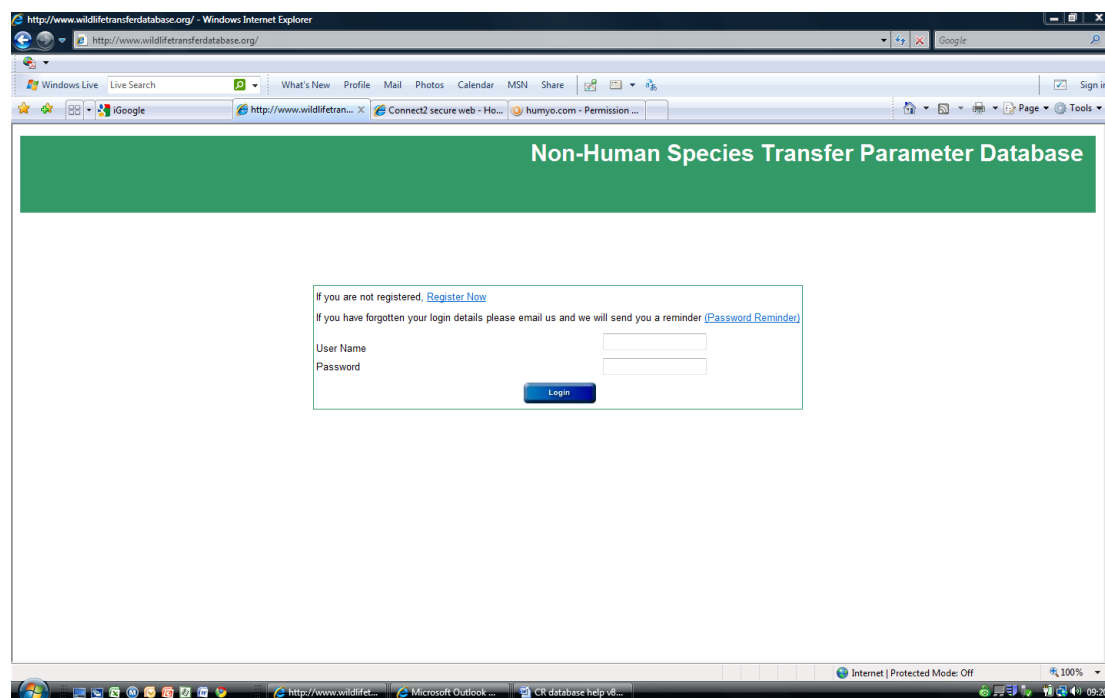 http://www.wildlifetransferdatabase.org/ - Windows Internet Explorer
http://www.wildlifetransferdatabase.org/
Google
Windows Live Live Search What's New Profile Mail Photos Calendar MSN Share Sign in
iGoogle http://www.wildlifetran... Connect2 secure web - Ho... humyo.com - Permission ... Page Tools
Non-Human Species Transfer Parameter Database
If you are not registered, Register Now
If you have forgotten your login details please email us and we will send you a reminder (Password Reminder)
User Name
Password
Login
Internet | Protected Mode: Off 100%
http://www.wildlifet... Microsoft Outlook ... CR database help v8...